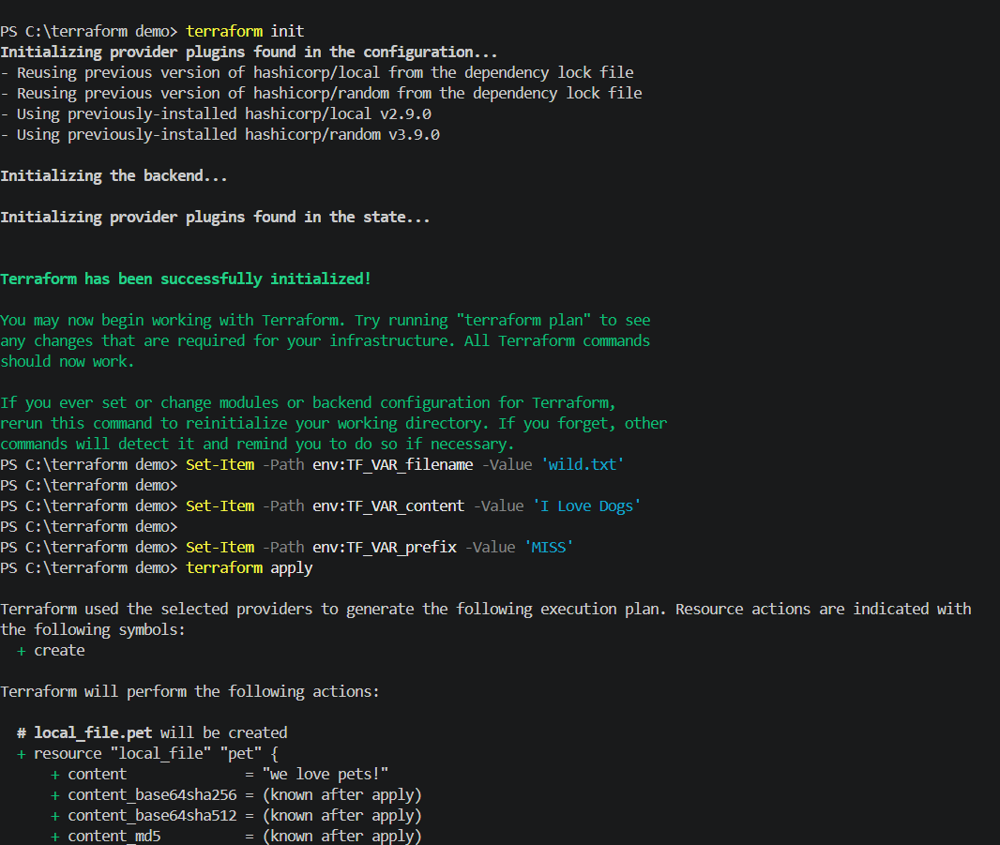 PS C:\terraform demo> terraform init
Initializing provider plugins found in the configuration...
- Reusing previous version of hashicorp/local from the dependency lock file
- Reusing previous version of hashicorp/random from the dependency lock file
- Using previously-installed hashicorp/local v2.9.0
- Using previously-installed hashicorp/random v3.9.0
Initializing the backend...
Initializing provider plugins found in the state...
Terraform has been successfully initialized!
You may now begin working with Terraform. Try running "terraform plan" to see
any changes that are required for your infrastructure. All Terraform commands
should now work.
If you ever set or change modules or backend configuration for Terraform,
rerun this command to reinitialize your working directory. If you forget, other
commands will detect it and remind you to do so if necessary.
PS C:\terraform demo> Set-Item -Path env:TF_VAR_filename -Value 'wild.txt'
PS C:\terraform demo>
PS C:\terraform demo> Set-Item -Path env:TF_VAR_content -Value 'I Love Dogs'
PS C:\terraform demo>
PS C:\terraform demo> Set-Item -Path env:TF_VAR_prefix -Value 'MISS'
PS C:\terraform demo> terraform apply
Terraform used the selected providers to generate the following execution plan. Resource actions are indicated with
the following symbols:
  + create
Terraform will perform the following actions:
  # local_file.pet will be created
  + resource "local_file" "pet" {
      + content              = "we love pets!"
      + content_base64sha256 = (known after apply)
      + content_base64sha512 = (known after apply)
      + content_md5          = (known after apply)